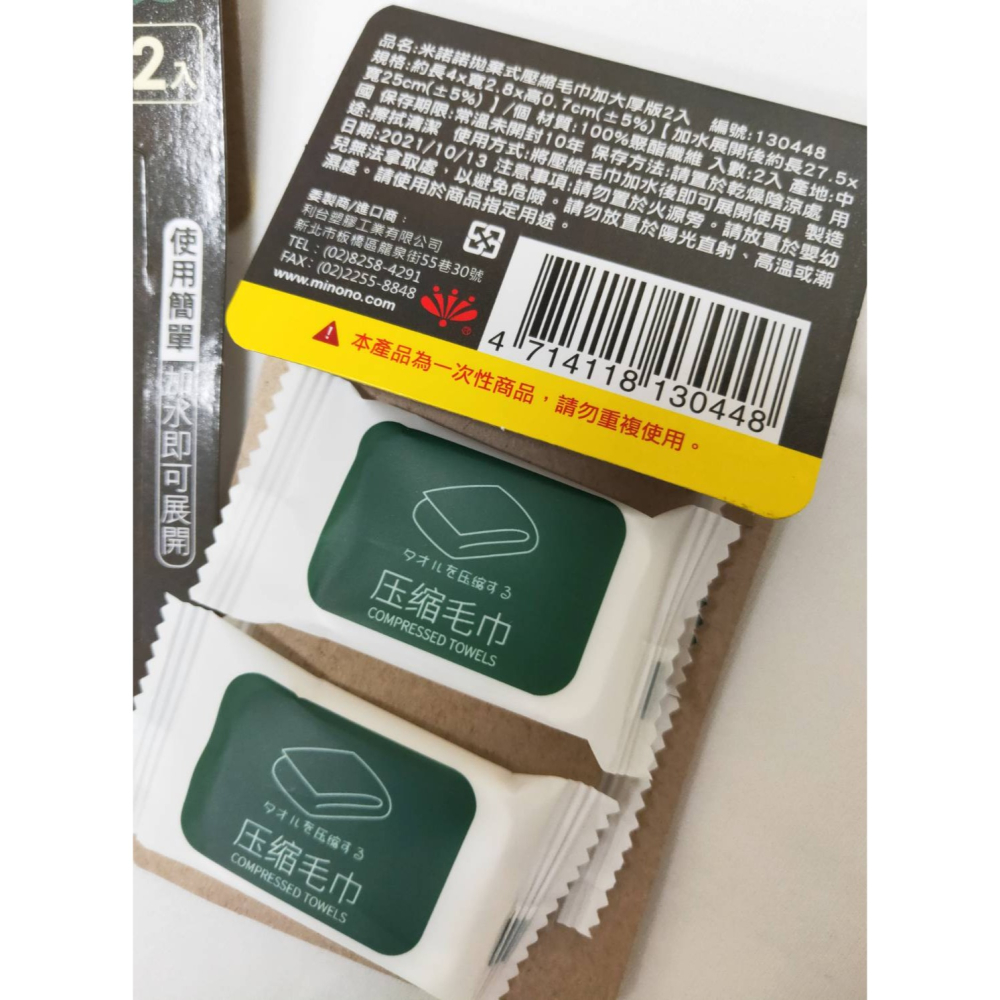 2入
使用簡單
加水即可展開
品名:米諾諾拋棄式壓縮毛巾加大厚版2入 編號:130448
規格:約長4x寬2.8x高0.7cm(±5%)【加水展開後約長27.5x
寬25cm(±5%) 】/個 材質:100%聚酯纖維 入數:2入 產地:中
國 保存期限:常溫未開封10年 保存方法:請置於乾燥陰涼處 用
途:擦拭清潔 使用方式:將壓縮毛巾加水後即可展開使用 製造
日期:2021/10/13 注意事項:請勿置於火源旁。請放置於嬰幼
兒無法拿取處,以避免危險。請勿放置於陽光直射、高溫或潮
濕處。請使用於商品指定用途。
委製商/進口商:
利台塑膠工業有限公司
新北市板橋區龍泉街55巷30號
TEL:(02)8258-4291
FAX:(02)2255-8848
www.minono.com
4 714118 130448
本產品為一次性商品,請勿重複使用。
タオルを圧縮する
压缩毛巾
COMPRESSED TOWELS
タオルを圧縮する
压缩毛巾
COMPRESSED TOWELS